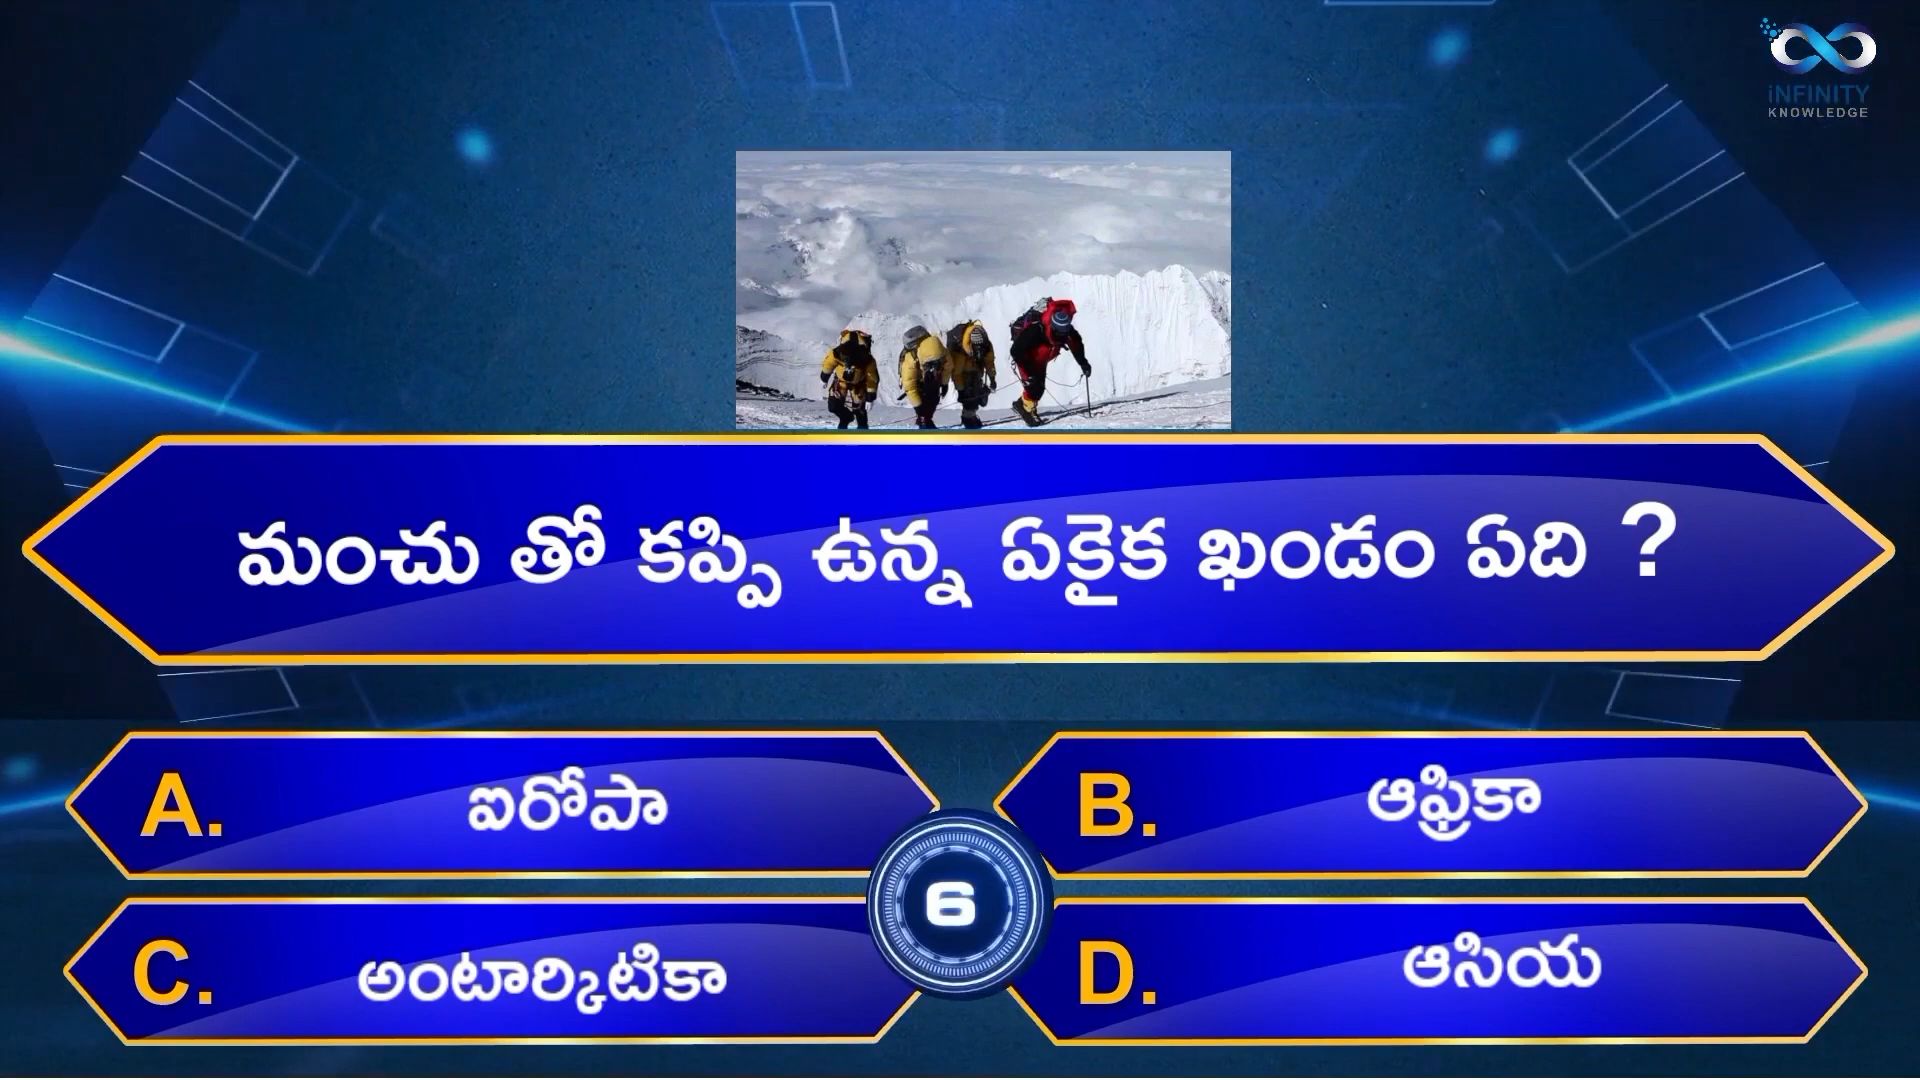 iNFINITY
KNOWLEDGE
మంచు తో కప్పి ఉన్న ఏకైక ఖండం ఏది ?
A. ఐరోపా
B. ఆఫ్రికా
6
C. అంటార్కిటికా
D. ఆసియ